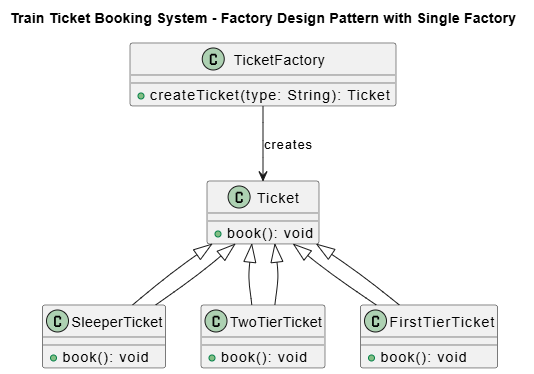 Train Ticket Booking System - Factory Design Pattern with Single Factory
C TicketFactory
createTicket(type: String): Ticket
creates
C Ticket
book(): void
C SleeperTicket C TwoTierTicket C FirstTierTicket
book(): void book(): void book(): void